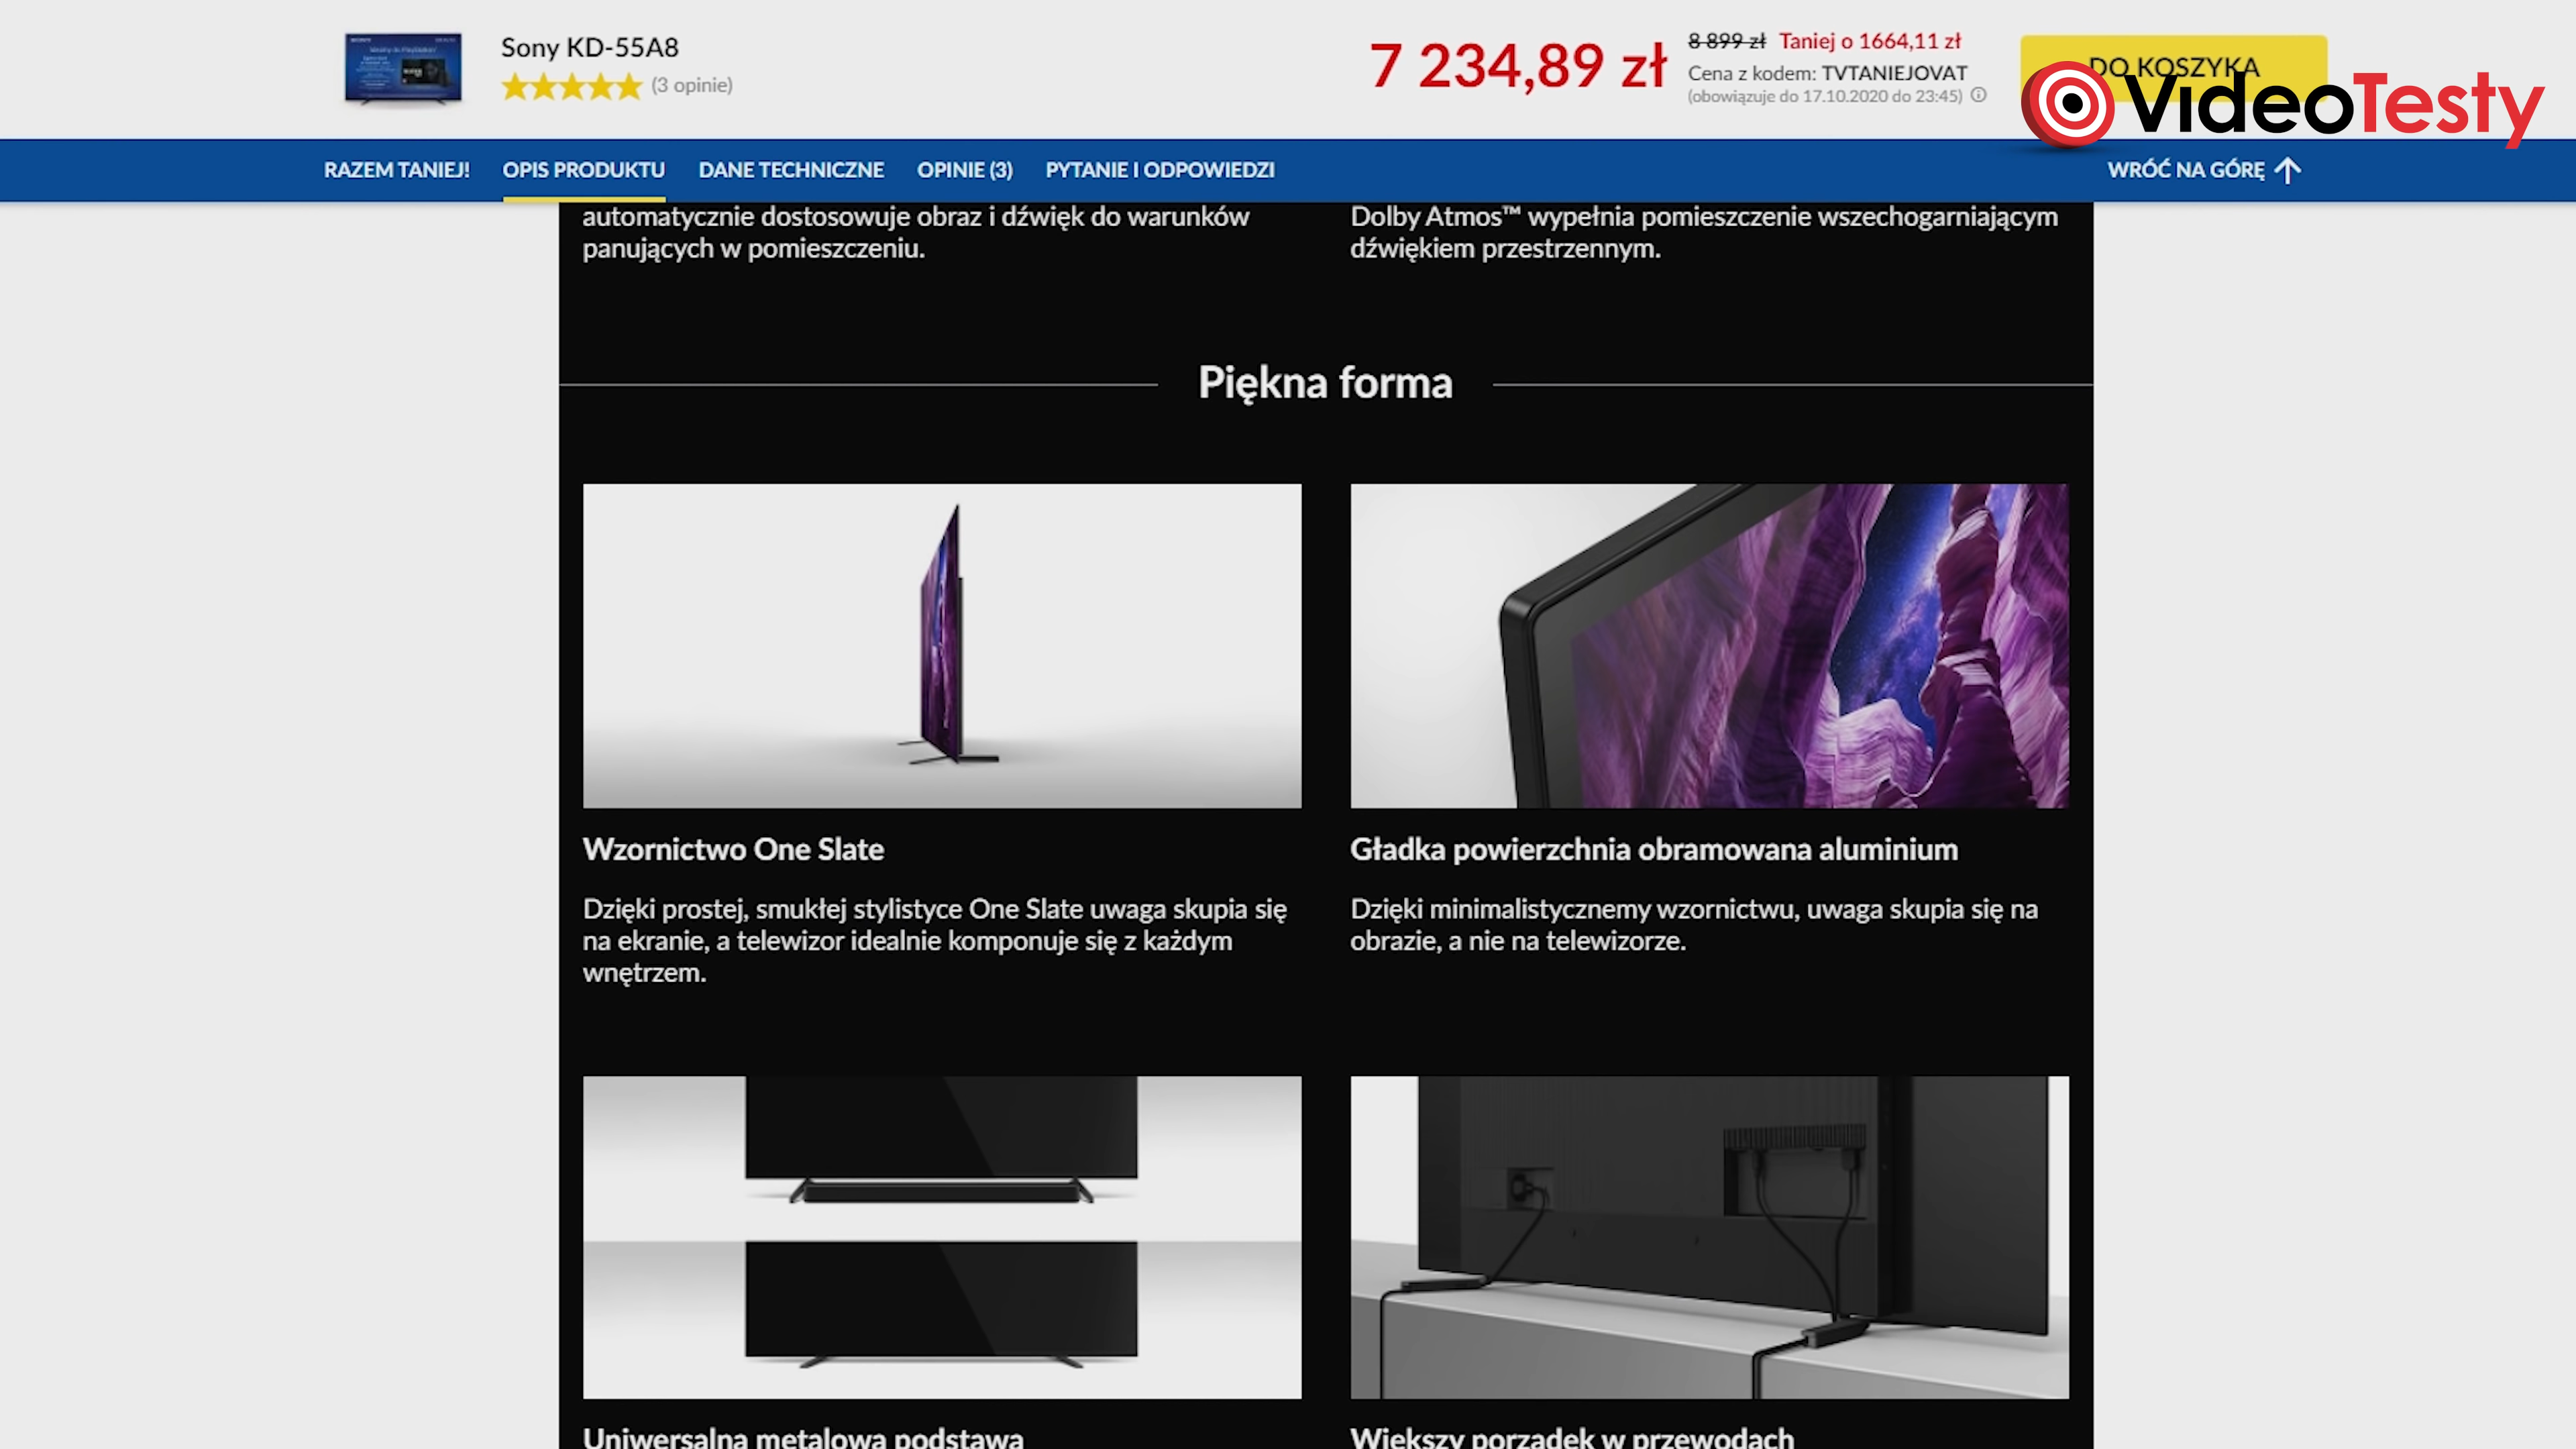 Sony KD-55A8
(3 opinie)
7 234,89 zł
8 899 zł Taniej o 1664,11 zł
Cena z kodem: TVTANIEJOVAT
(obowiązuje do 17.10.2020 do 23:45)
DO KOSZYKA
VideoTesty
RAZEM TANIEJ! OPIS PRODUKTU DANE TECHNICZNE OPINIE (3) PYTANIE I ODPOWIEDZI WRÓĆ NA GÓRĘ
automatycznie dostosowuje obraz i dźwięk do warunków
panujących w pomieszczeniu.
Dolby Atmos™ wypełnia pomieszczenie wszechogarniającym
dźwiękiem przestrzennym.
Piękna forma
Wzornictwo One Slate
Dzięki prostej, smukłej stylistyce One Slate uwaga skupia się
na ekranie, a telewizor idealnie komponuje się z każdym
wnętrzem.
Gładka powierzchnia obramowana aluminium
Dzięki minimalistycznemy wzornictwu, uwaga skupia się na
obrazie, a nie na telewizorze.
Uniwersalna metalowa podstawa
Większy porządek w przewodach